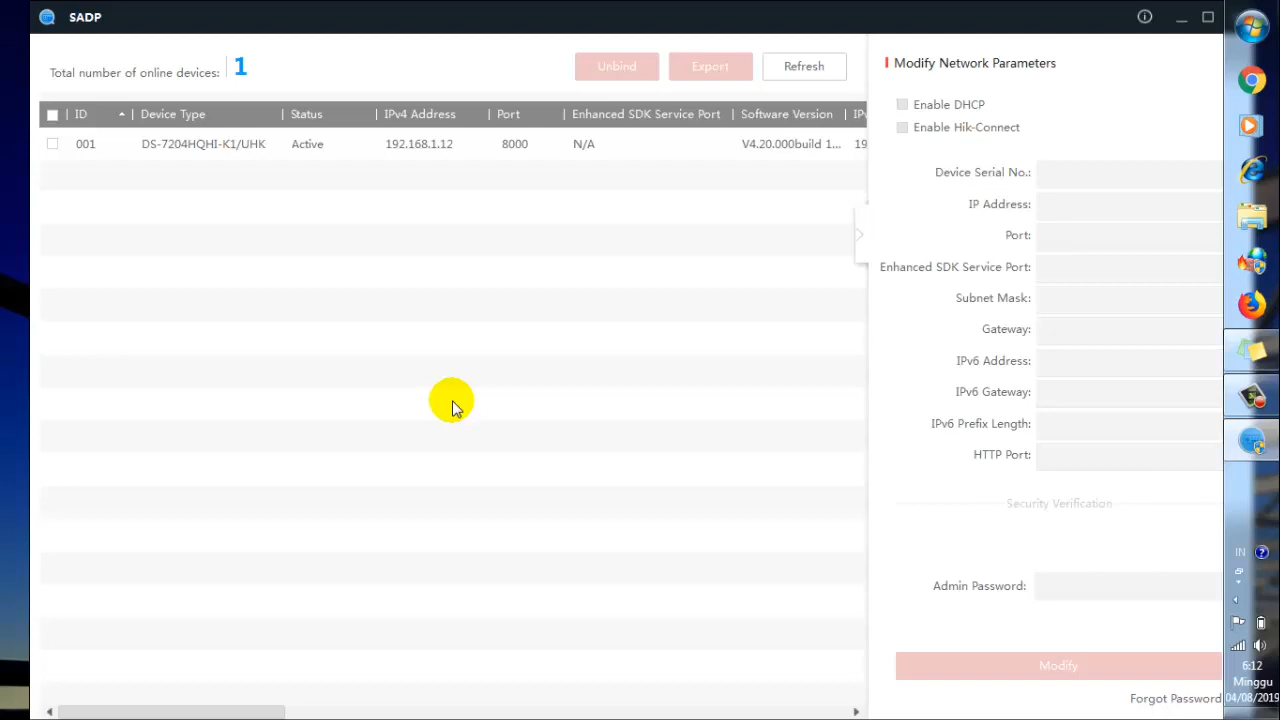 SADP
Total number of online devices: 1
Unbind
Export
Refresh
ID
Device Type
Status
IPv4 Address
Port
Enhanced SDK Service Port
Software Version
001
DS-7204HQHI-K1/UHK
Active
192.168.1.12
8000
N/A
V4.20.000build 1...
19
Modify Network Parameters
Enable DHCP
Enable Hik-Connect
Device Serial No.:
IP Address:
Port:
Enhanced SDK Service Port:
Subnet Mask:
Gateway:
IPv6 Address:
IPv6 Gateway:
IPv6 Prefix Length:
HTTP Port:
Security Verification
Admin Password:
Modify
Forgot Password
IN
6:12
Minggu
04/08/2019